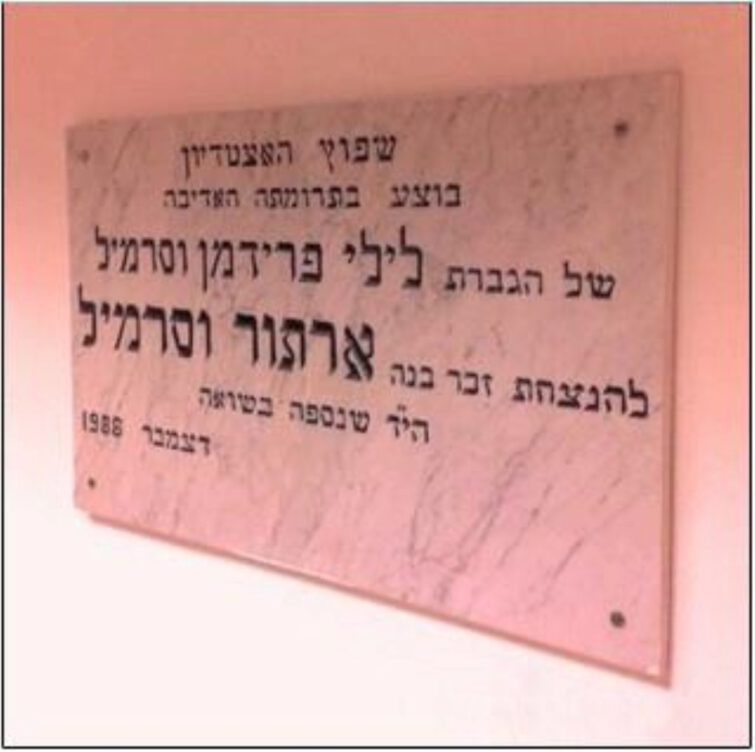 שפוץ האצטדיון
בוצע בתרומתה האדיבה
של הגברת לילי פרידמן וסרמיל
להנצחת זכר בנה ארתור וסרמיל
הי"ד שנספה בשואה
דצמבר 1988